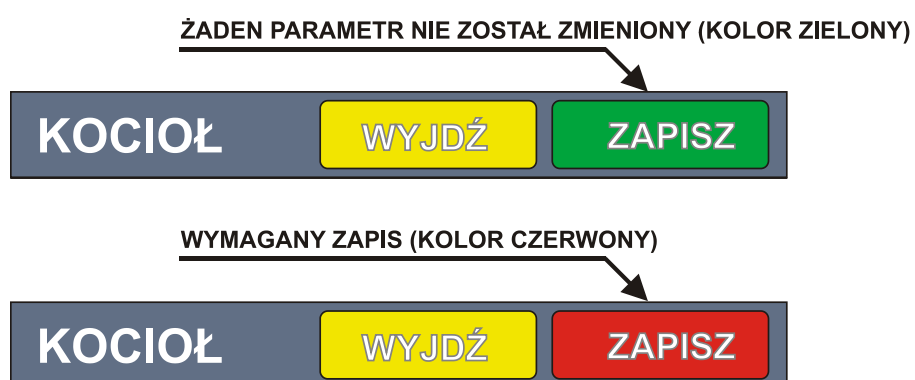 ŻADEN PARAMETR NIE ZOSTAŁ ZMIENIONY (KOLOR ZIELONY)
KOCIOŁ WYJDŹ ZAPISZ
WYMAGANY ZAPIS (KOLOR CZERWONY)
KOCIOŁ WYJDŹ ZAPISZ